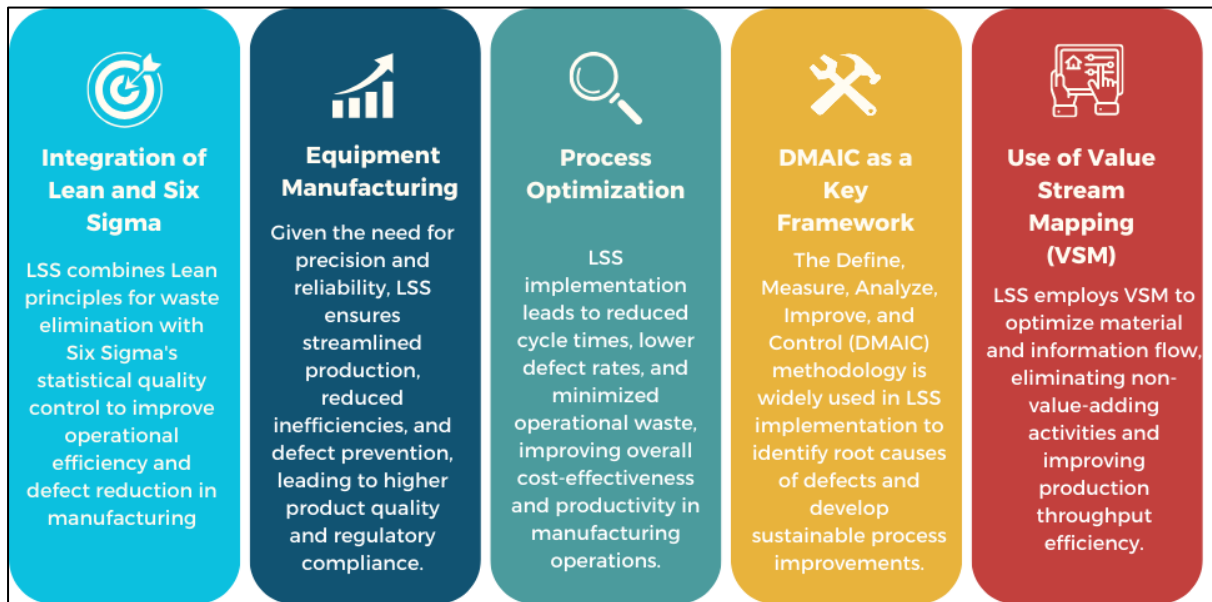 Integration of
Lean and Six
Sigma
LSS combines Lean
principles for waste
elimination with
Six Sigma's
statistical quality
control to improve
operational
efficiency and
defect reduction in
manufacturing
Equipment
Manufacturing
Given the need for
precision and
reliability, LSS
ensures
streamlined
production,
reduced
inefficiencies, and
defect prevention,
leading to higher
product quality
and regulatory
compliance.
Process
Optimization
LSS
implementation
leads to reduced
cycle times, lower
defect rates, and
minimized
operational waste,
improving overall
cost-effectiveness
and productivity in
manufacturing
operations.
DMAIC as a
Key
Framework
The Define,
Measure, Analyze,
Improve, and
Control (DMAIC)
methodology is
widely used in LSS
implementation to
identify root causes
of defects and
develop
sustainable process
improvements.
Use of Value
Stream
Mapping
(VSM)
LSS employs VSM to
optimize material
and information flow,
eliminating non-
value-adding
activities and
improving
production
throughput
efficiency.